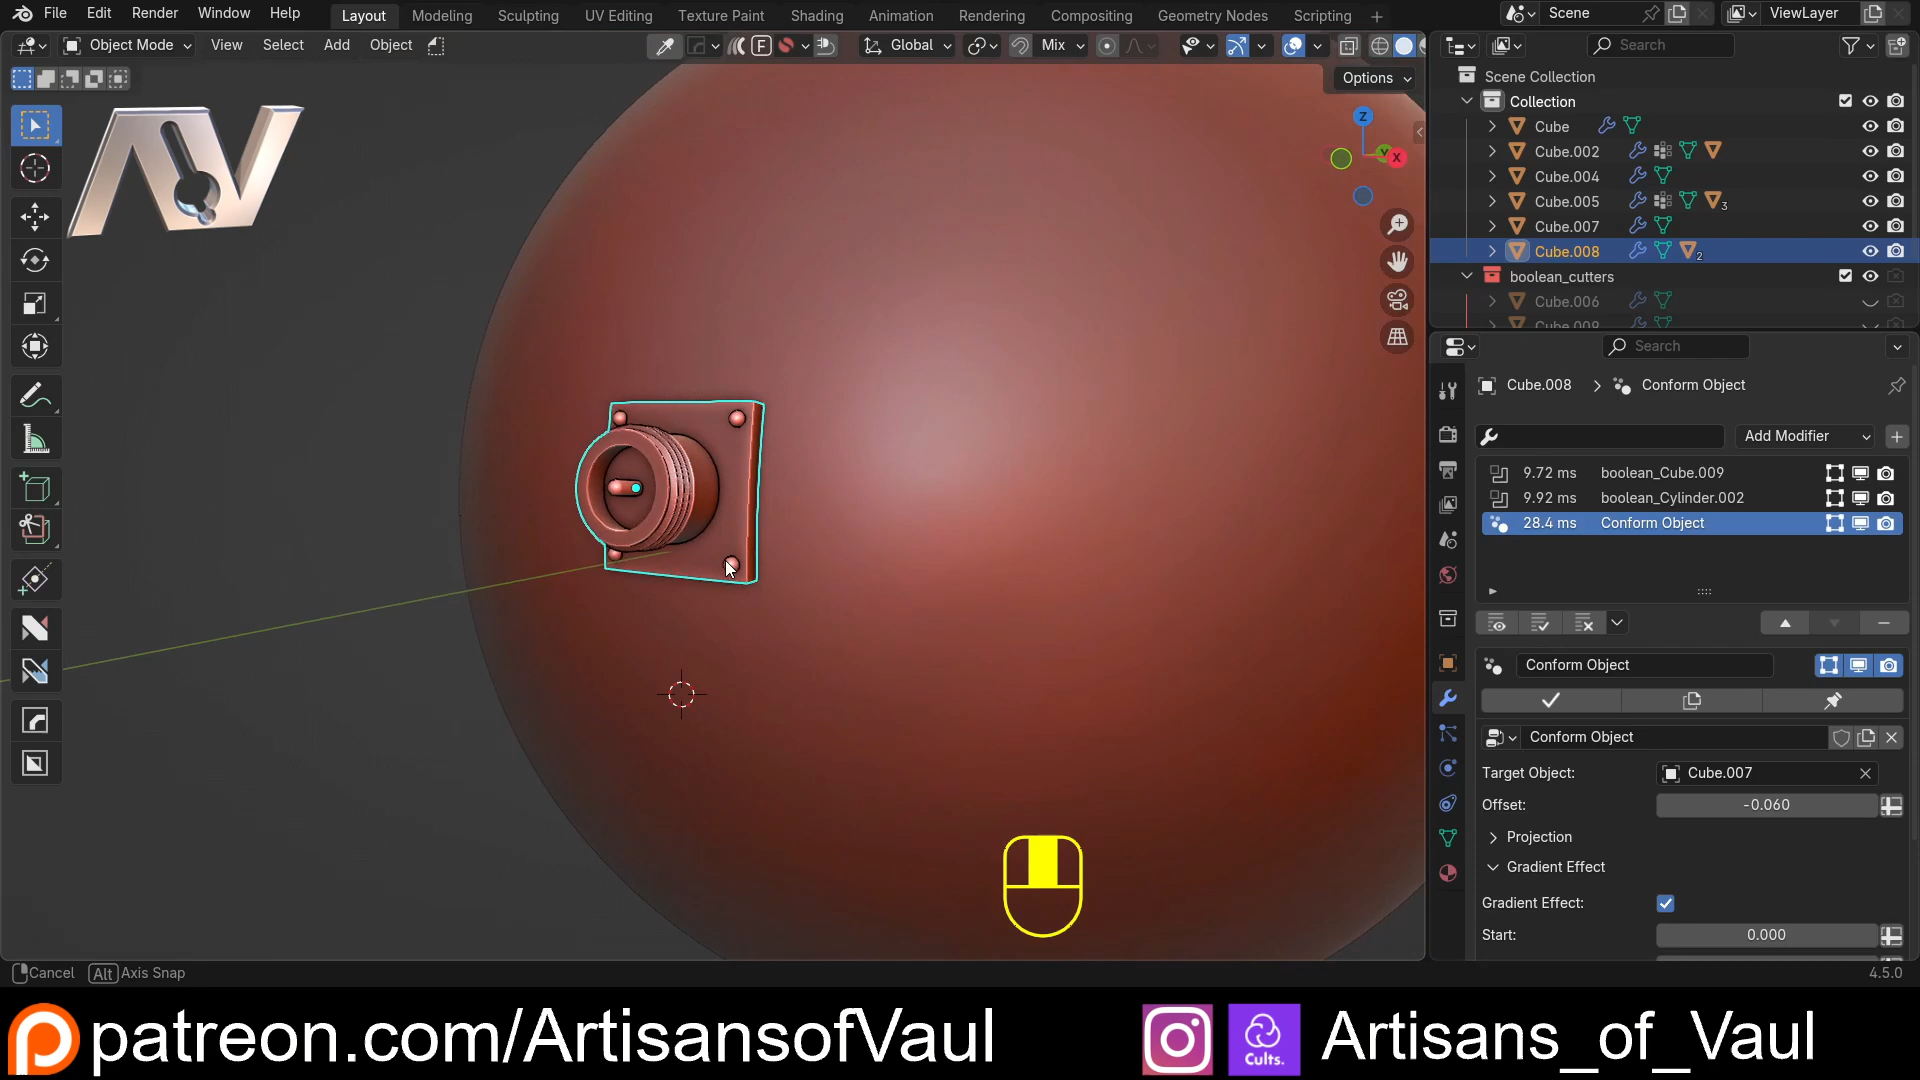 File Edit Render Window Help Layout Modeling Sculpting UV Editing Texture Paint Shading Animation Rendering Compositing Geometry Nodes Scripting + Scene ViewLayer
Object Mode View Select Add Object Global Mix Search
Options
Z
Y X
AV
Scene Collection
Collection
Cube
Cube.002
Cube.004
Cube.005 3
Cube.007
Cube.008 2
boolean_cutters
Cube.006
Cube.009
Search
Cube.008 > Conform Object
Add Modifier
9.72 ms boolean_Cube.009
9.92 ms boolean_Cylinder.002
28.4 ms Conform Object
Conform Object
Conform Object
Target Object: Cube.007
Offset: -0.060
Projection
Gradient Effect
Gradient Effect:
Start: 0.000
Cancel Alt Axis Snap 4.5.0
patreon.com/ArtisansofVaul Cults. Artisans_of_Vaul